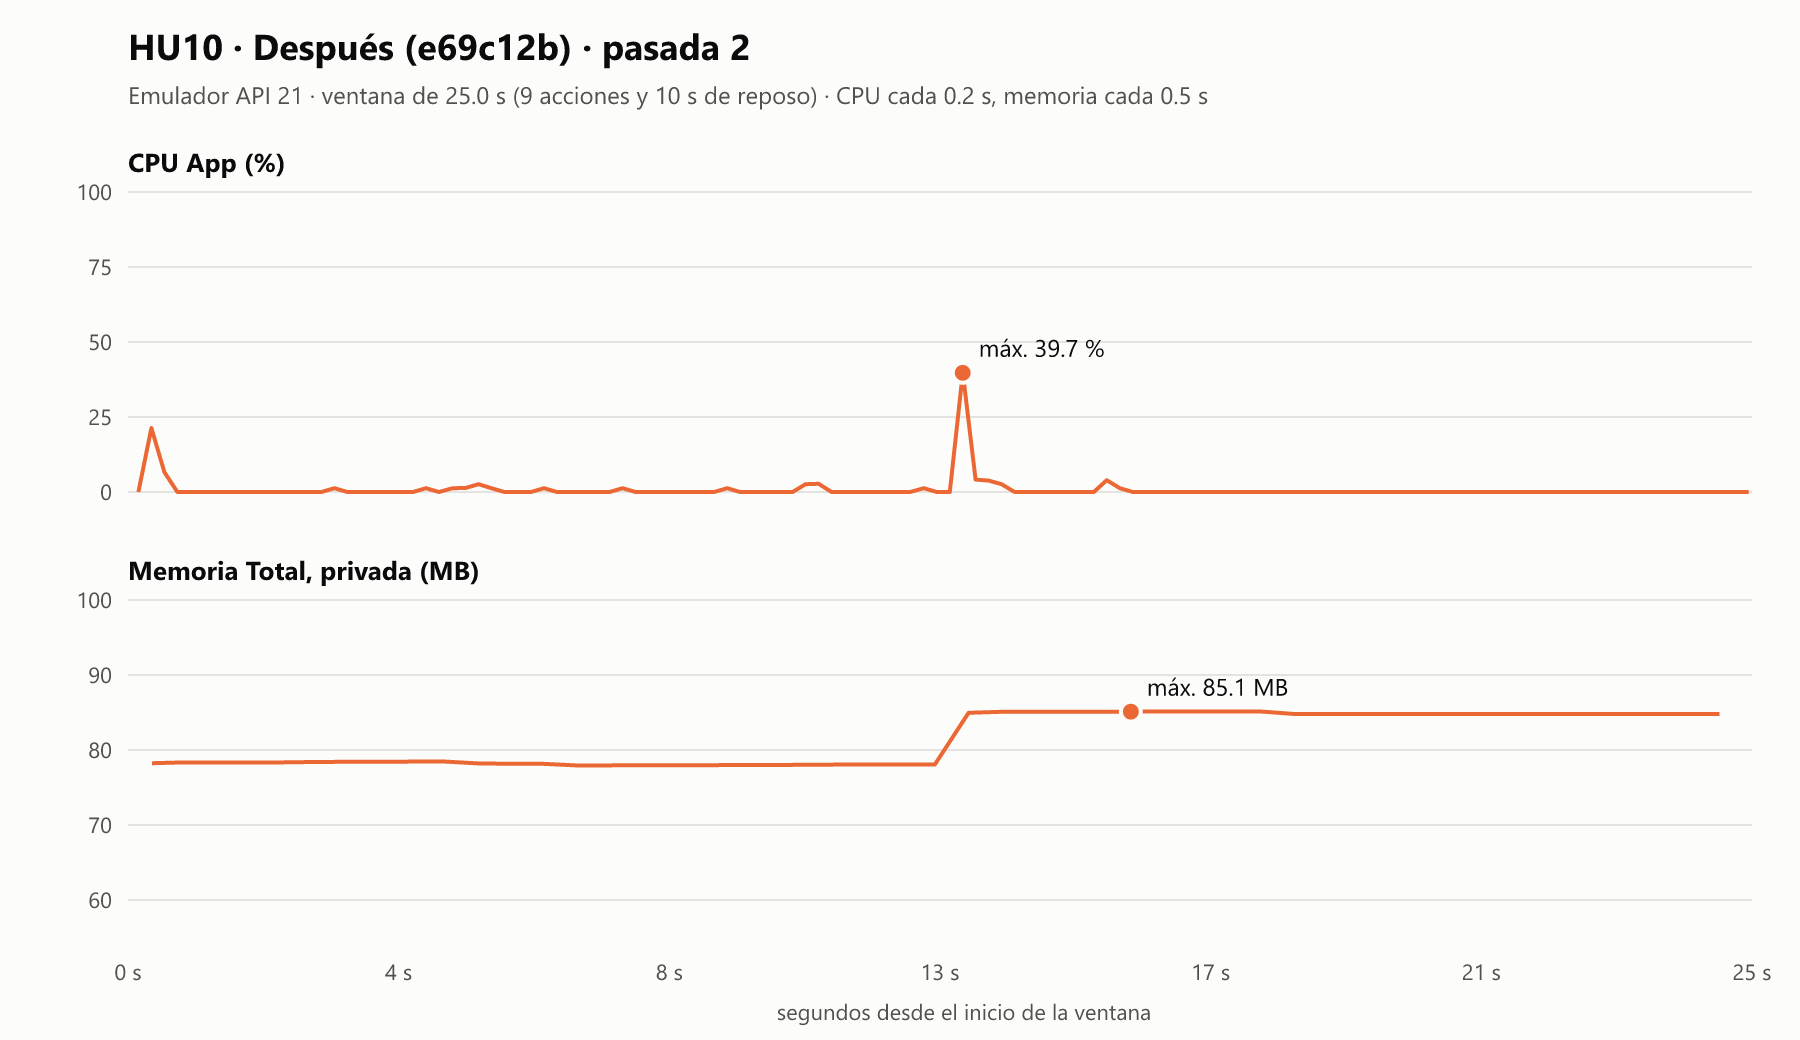 HU10 · Después (e69c12b) · pasada 2
Emulador API 21 · ventana de 25.0 s (9 acciones y 10 s de reposo) · CPU cada 0.2 s, memoria cada 0.5 s
CPU App (%)
100
75
50
máx. 39.7 %
25
0
Memoria Total, privada (MB)
100
90
máx. 85.1 MB
80
70
60
0 s 4 s 8 s 13 s 17 s 21 s 25 s
segundos desde el inicio de la ventana